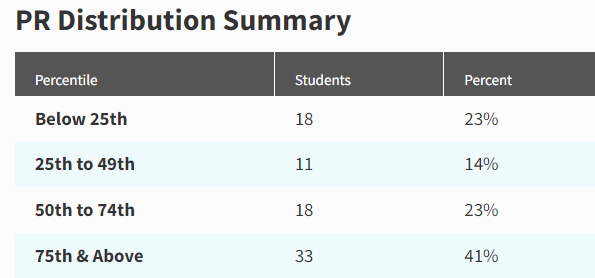 PR Distribution Summary
Percentile Students Percent
Below 25th 18 23%
25th to 49th 11 14%
50th to 74th 18 23%
75th & Above 33 41%